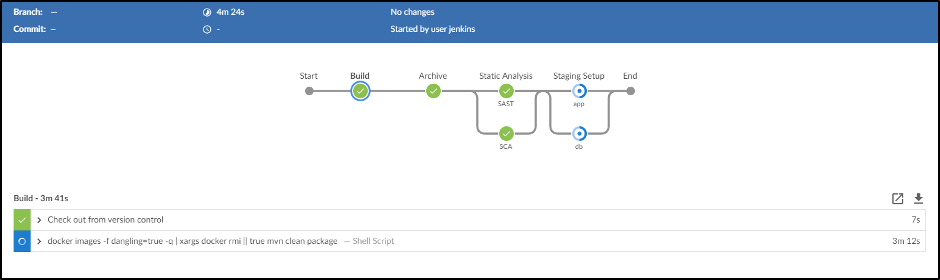 Branch: — 4m 24s No changes
Commit: – - Started by user jenkins
Start Build Archive Static Analysis Staging Setup End
SAST app
SCA db
Build - 3m 41s
Check out from version control 7s
docker images -f dangling=true -q | xargs docker rmi || true mvn clean package — Shell Script 3m 12s